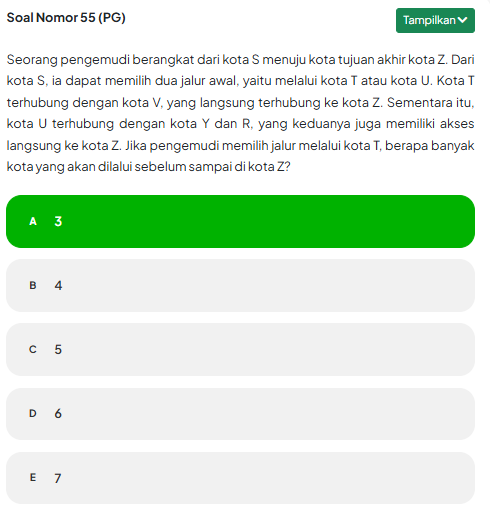 Soal Nomor 55 (PG)
Tampilkan
Seorang pengemudi berangkat dari kota S menuju kota tujuan akhir kota Z. Dari
kota S, ia dapat memilih dua jalur awal, yaitu melalui kota T atau kota U. Kota T
terhubung dengan kota V, yang langsung terhubung ke kota Z. Sementara itu,
kota U terhubung dengan kota Y dan R, yang keduanya juga memiliki akses
langsung ke kota Z. Jika pengemudi memilih jalur melalui kota T, berapa banyak
kota yang akan dilalui sebelum sampai di kota Z?
A 3
B 4
C 5
D 6
E 7